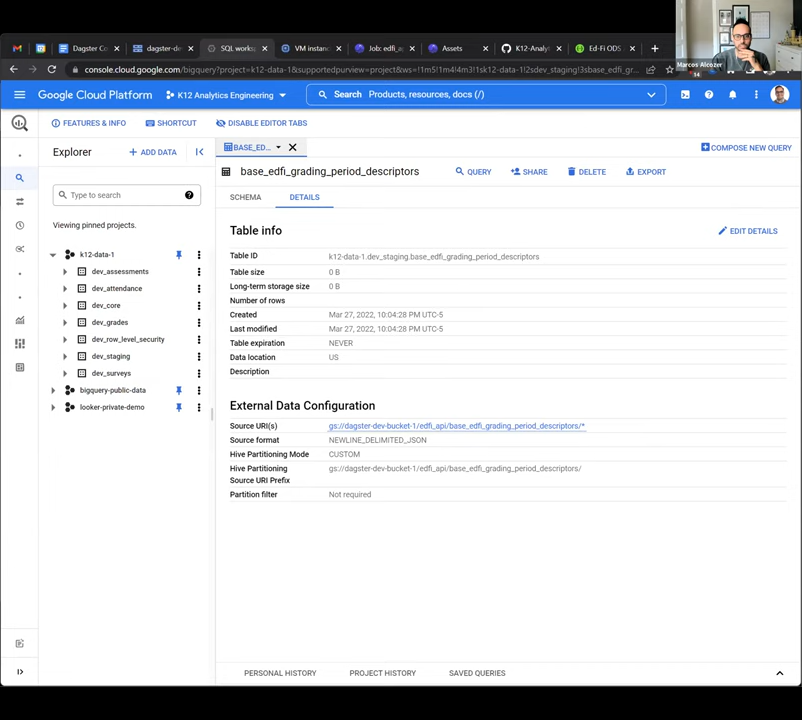 Dagster Co
dagster-de
SQL works
VM instanc
Job: edfi_a
Assets
K12-Analyt
Ed-Fi ODS
console.cloud.google.com/bigquery?project=k12-data-1&supportedpurview=project&ws=!1m5!1m4!4m3!1sk12-data-1!2sdev_staging!3sbase_edfi_gr...
Marcos Alcozer
14
Google Cloud Platform
K12 Analytics Engineering
Search Products, resources, docs (/)
FEATURES & INFO
SHORTCUT
DISABLE EDITOR TABS
Explorer
+ ADD DATA
BASE_ED...
COMPOSE NEW QUERY
base_edfi_grading_period_descriptors
QUERY
SHARE
DELETE
EXPORT
Type to search
SCHEMA
DETAILS
Viewing pinned projects.
k12-data-1
dev_assessments
dev_attendance
dev_core
dev_grades
dev_row_level_security
dev_staging
dev_surveys
bigquery-public-data
looker-private-demo
Table info
EDIT DETAILS
Table ID k12-data-1.dev_staging.base_edfi_grading_period_descriptors
Table size 0 B
Long-term storage size 0 B
Number of rows
Created Mar 27, 2022, 10:04:28 PM UTC-5
Last modified Mar 27, 2022, 10:04:28 PM UTC-5
Table expiration NEVER
Data location US
Description
External Data Configuration
Source URI(s) gs://dagster-dev-bucket-1/edfi_api/base_edfi_grading_period_descriptors/*
Source format NEWLINE_DELIMITED_JSON
Hive Partitioning Mode CUSTOM
Hive Partitioning gs://dagster-dev-bucket-1/edfi_api/base_edfi_grading_period_descriptors/
Source URI Prefix
Partition filter Not required
PERSONAL HISTORY
PROJECT HISTORY
SAVED QUERIES